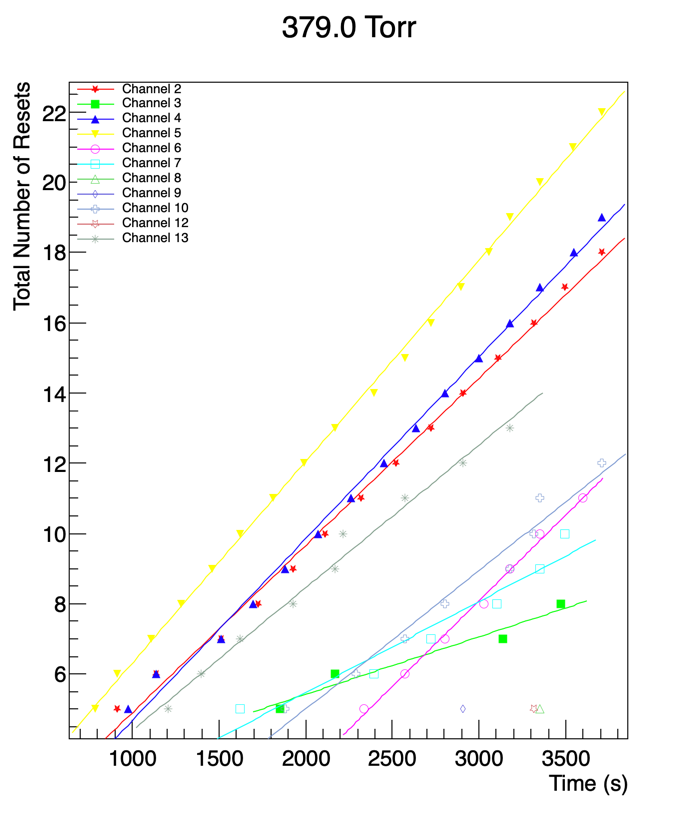 379.0 Torr
Total Number of Resets
Channel 2
Channel 3
Channel 4
Channel 5
Channel 6
Channel 7
Channel 8
Channel 9
Channel 10
Channel 12
Channel 13
22
20
18
16
14
12
10
8
6
1000 1500 2000 2500 3000 3500
Time (s)